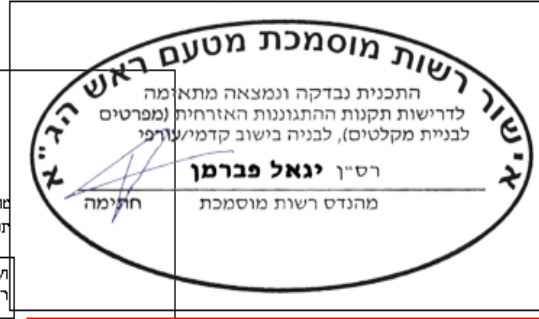 אישור רשות מוסמכת מטעם ראש הג"א
התכנית נבדקה ונמצאה מתאימה
לדרישות תקנות ההתגוננות האזרחית (מפרטים
לבניית מקלטים), לבניה בישוב קדמי/עורפי
רס"ן יגאל פברמן
מהנדס רשות מוסמכת חתימה